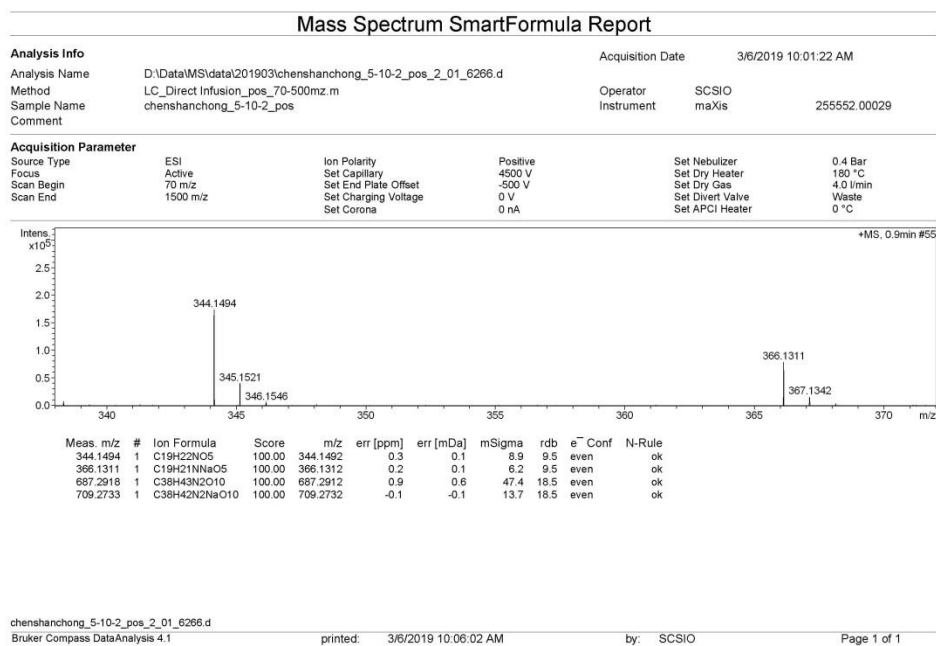 Mass Spectrum SmartFormula Report
Analysis Info Acquisition Date 3/6/2019 10:01:22 AM
Analysis Name D:\Data\MS\data\201903\chenshanchong_5-10-2_pos_2_01_6266.d
Method LC_Direct Infusion_pos_70-500mz.m Operator SCSIO
Sample Name chenshanchong_5-10-2_pos Instrument maXis 255552.00029
Comment
Acquisition Parameter
Source Type ESI Ion Polarity Positive Set Nebulizer 0.4 Bar
Focus Active Set Capillary 4500 V Set Dry Heater 180 °C
Scan Begin 70 m/z Set End Plate Offset -500 V Set Dry Gas 4.0 l/min
Scan End 1500 m/z Set Charging Voltage 0 V Set Divert Valve Waste
Set Corona 0 nA Set APCI Heater 0 °C
Intens. +MS, 0.9min #55
x10⁵
2.5
2.0
344.1494
1.5
1.0
366.1311
0.5
345.1521
346.1546
367.1342
0.0
340 345 350 355 360 365 370 m/z
Meas. m/z # Ion Formula Score m/z err [ppm] err [mDa] mSigma rdb e⁻ Conf N-Rule
344.1494 1 C19H22NO5 100.00 344.1492 0.3 0.1 8.9 9.5 even ok
366.1311 1 C19H21NNaO5 100.00 366.1312 0.2 0.1 6.2 9.5 even ok
687.2918 1 C38H43N2O10 100.00 687.2912 0.9 0.6 47.4 18.5 even ok
709.2733 1 C38H42N2NaO10 100.00 709.2732 -0.1 -0.1 13.7 18.5 even ok
chenshanchong_5-10-2_pos_2_01_6266.d
Bruker Compass DataAnalysis 4.1 printed: 3/6/2019 10:06:02 AM by: SCSIO Page 1 of 1